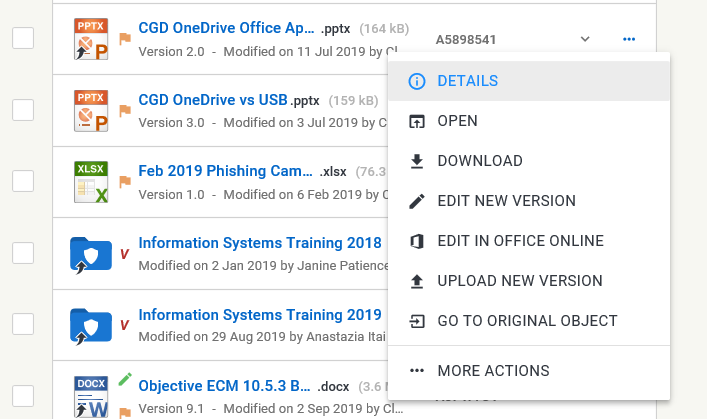 PPTX
P
CGD OneDrive Office Ap... .pptx (164 kB)
Version 2.0 - Modified on 11 Jul 2019 by Cl...
A5898541
PPTX
P
CGD OneDrive vs USB .pptx (159 kB)
Version 3.0 - Modified on 3 Jul 2019 by C
XLSX
X
Feb 2019 Phishing Cam... .xlsx (76.3
Version 1.0 - Modified on 6 Feb 2019 by C
V
Information Systems Training 2018
Modified on 2 Jan 2019 by Janine Patience
V
Information Systems Training 2019
Modified on 29 Aug 2019 by Anastazia Itai
DOCX
W
Objective ECM 10.5.3 B... .docx (3.6 M
Version 9.1 - Modified on 2 Sep 2019 by Cl...
DETAILS
OPEN
DOWNLOAD
EDIT NEW VERSION
EDIT IN OFFICE ONLINE
UPLOAD NEW VERSION
GO TO ORIGINAL OBJECT
MORE ACTIONS